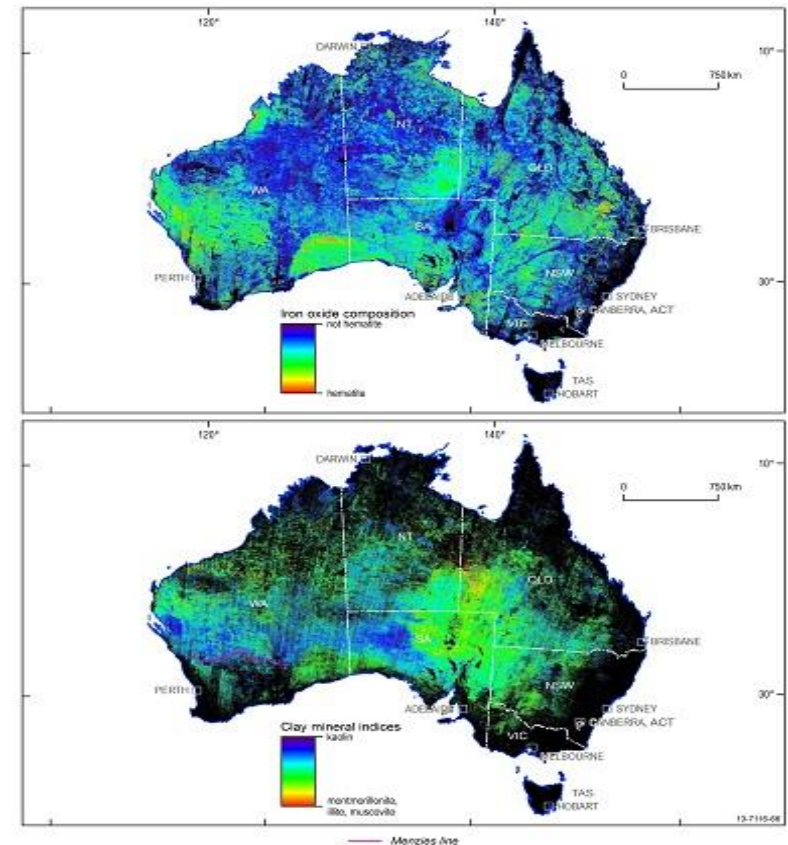 120°
140°
DARWIN
10°
0 750 km
NT
QLD
WA
SA
BRISBANE
NSW
PERTH
ADELAIDE
SYDNEY
CANBERRA, ACT
Iron oxide composition
not hematite
VIC
MELBOURNE
hematite
TAS
HOBART
120°
140°
DARWIN
10°
0 750 km
NT
QLD
WA
SA
BRISBANE
NSW
PERTH
30°
ADELAIDE
SYDNEY
CANBERRA, ACT
Clay mineral indices
kaolin
VIC
MELBOURNE
montmorillonite,
illite, muscovite
TAS
HOBART
Menzies line